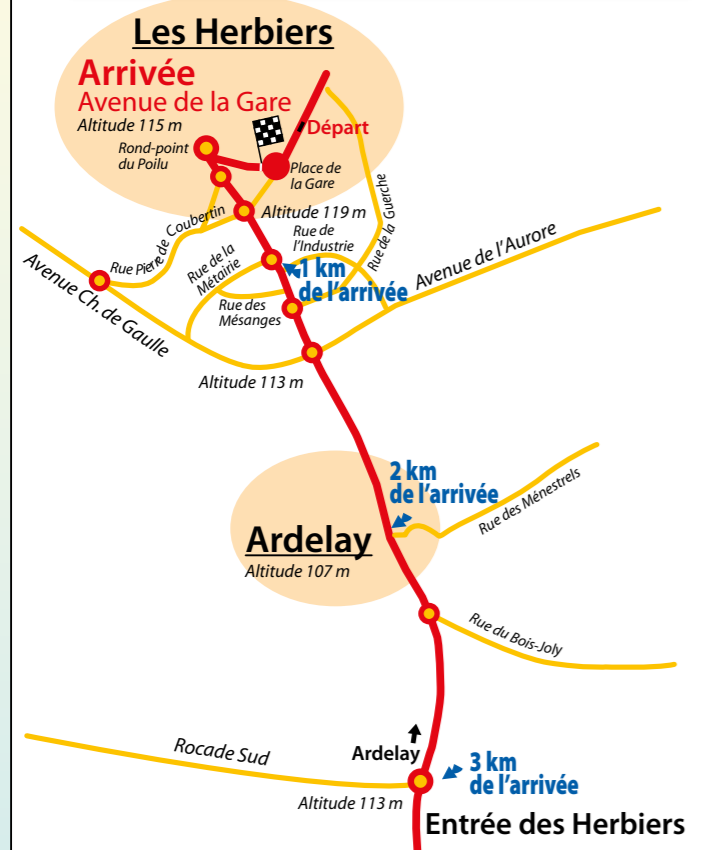 Les Herbiers
Arrivée
Avenue de la Gare
Altitude 115 m
Départ
Rond-point
du Poilu
Place de
la Gare
Altitude 119 m
Rue Pierre de Coubertin
Rue de la
Métairie
Rue de
l'Industrie
Rue de la Guerche
Avenue de l'Aurore
1 km
de l'arrivée
Avenue Ch. de Gaulle
Rue des
Mésanges
Altitude 113 m
2 km
de l'arrivée
Rue des Ménestrels
Ardelay
Altitude 107 m
Rue du Bois-Joly
Rocade Sud
Ardelay
3 km
de l'arrivée
Altitude 113 m
Entrée des Herbiers